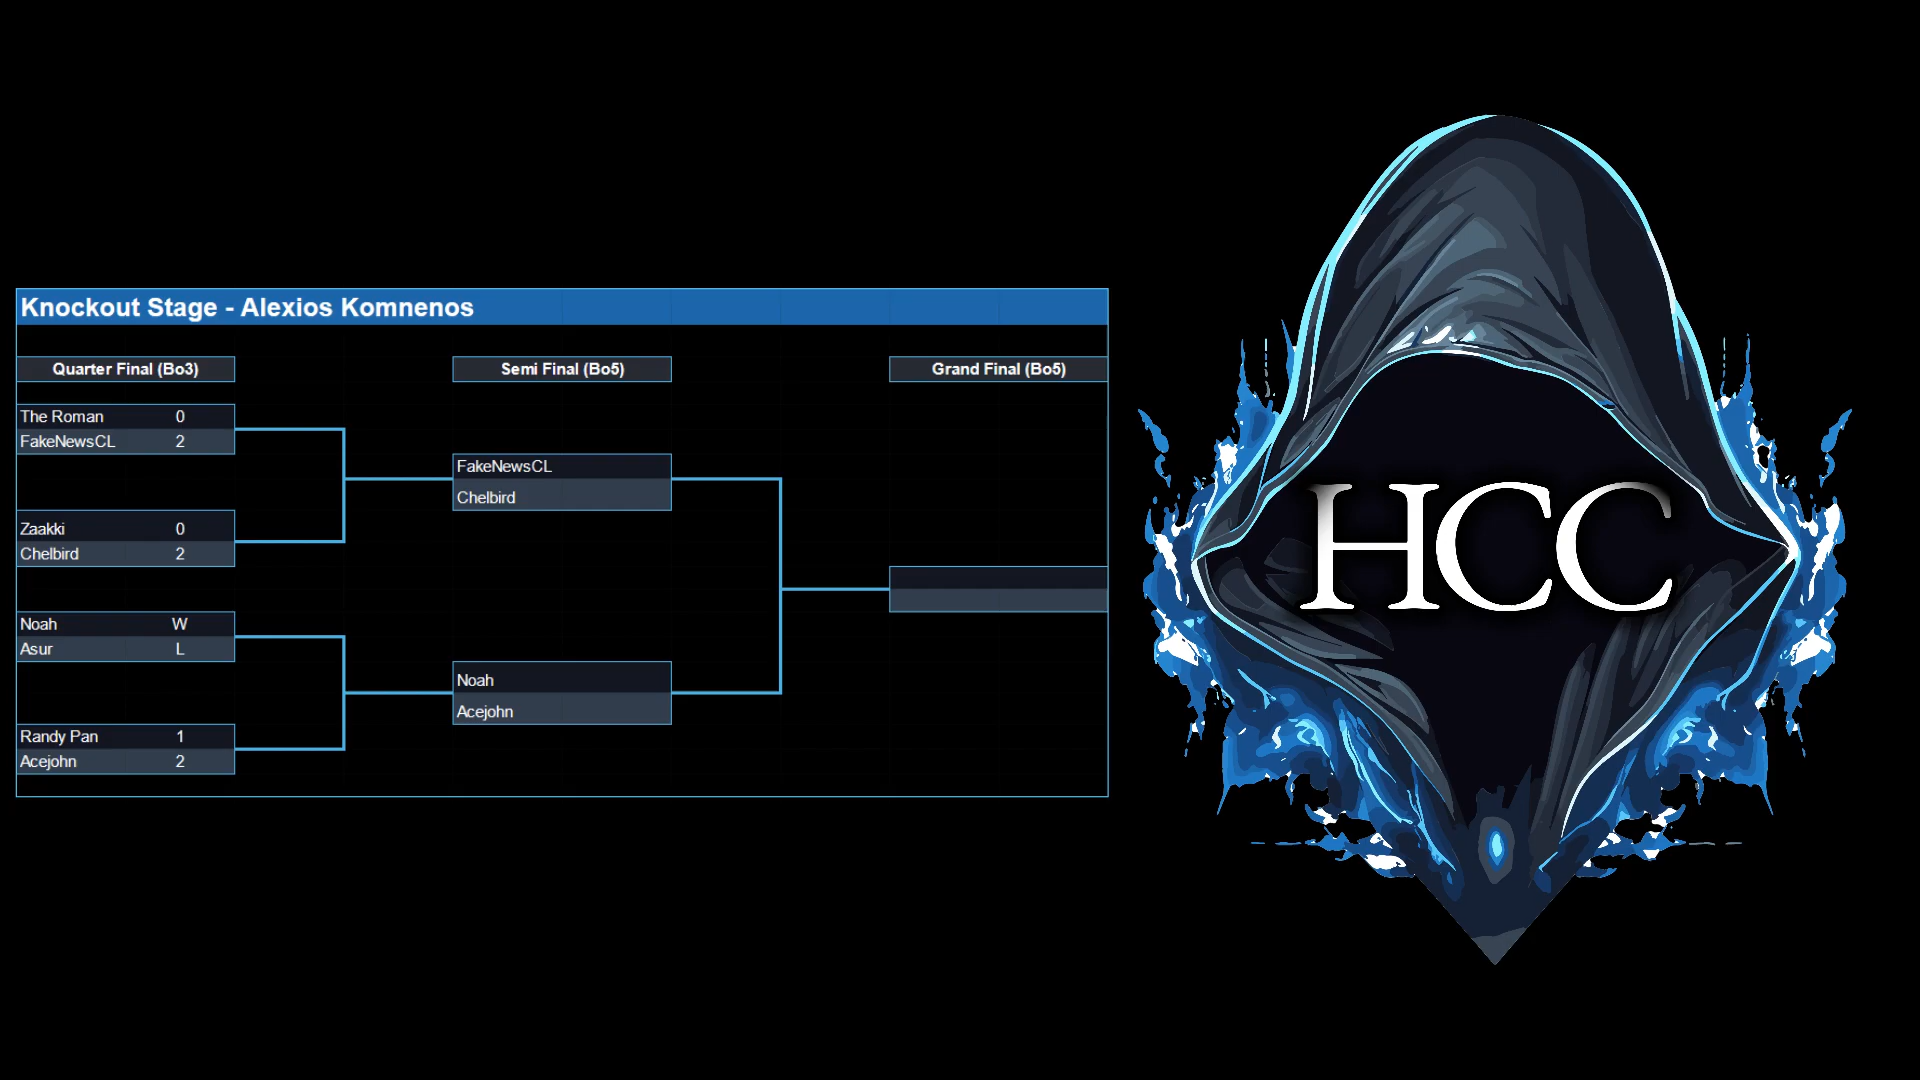 Knockout Stage - Alexios Komnenos
Quarter Final (Bo3)
Semi Final (Bo5)
Grand Final (Bo5)
The Roman 0
FakeNewsCL 2
Zaakki 0
Chelbird 2
Noah W
Asur L
Randy Pan 1
Acejohn 2
FakeNewsCL
Chelbird
Noah
Acejohn
HCC